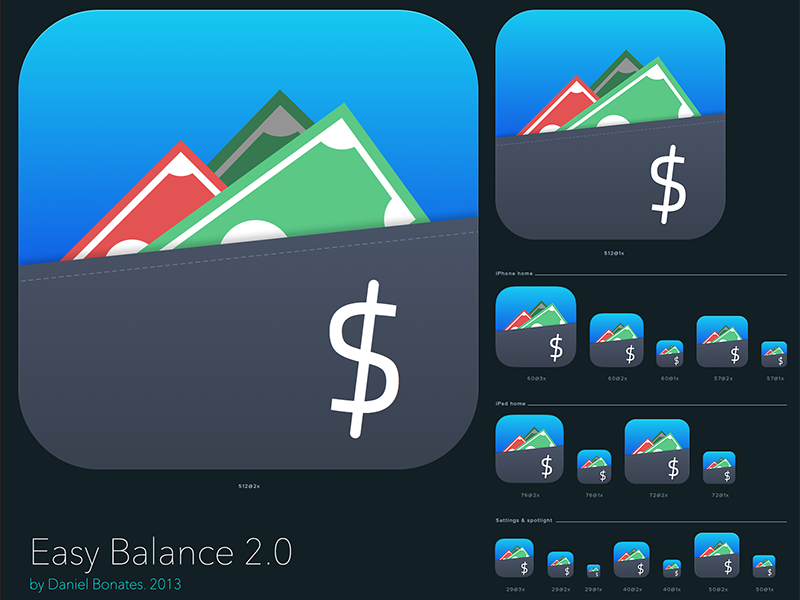 $
512@2x
Easy Balance 2.0
by Daniel Bonates. 2013
$
512@1x
iPhone home
$ $ $ $ $
60@3x 60@2x 60@1x 57@2x 57@1x
iPad home
$ $ $ $
76@2x 76@1x 72@2x 72@1x
Settings & spotlight
$ $ $ $ $ $ $
29@3x 29@2x 29@1x 40@2x 40@1x 50@2x 50@1x